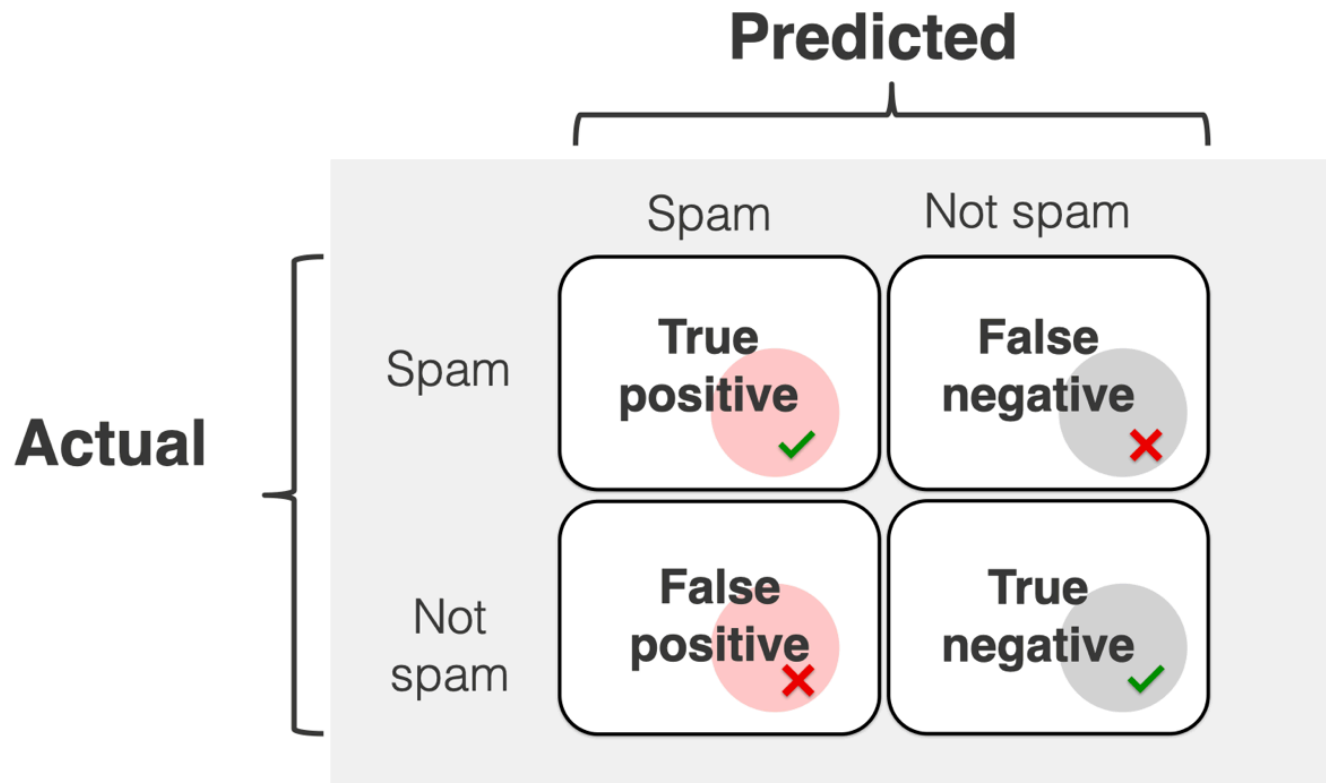 Predicted
Spam
Not spam
Actual
Spam
True
positive
False
negative
Not
spam
False
positive
True
negative